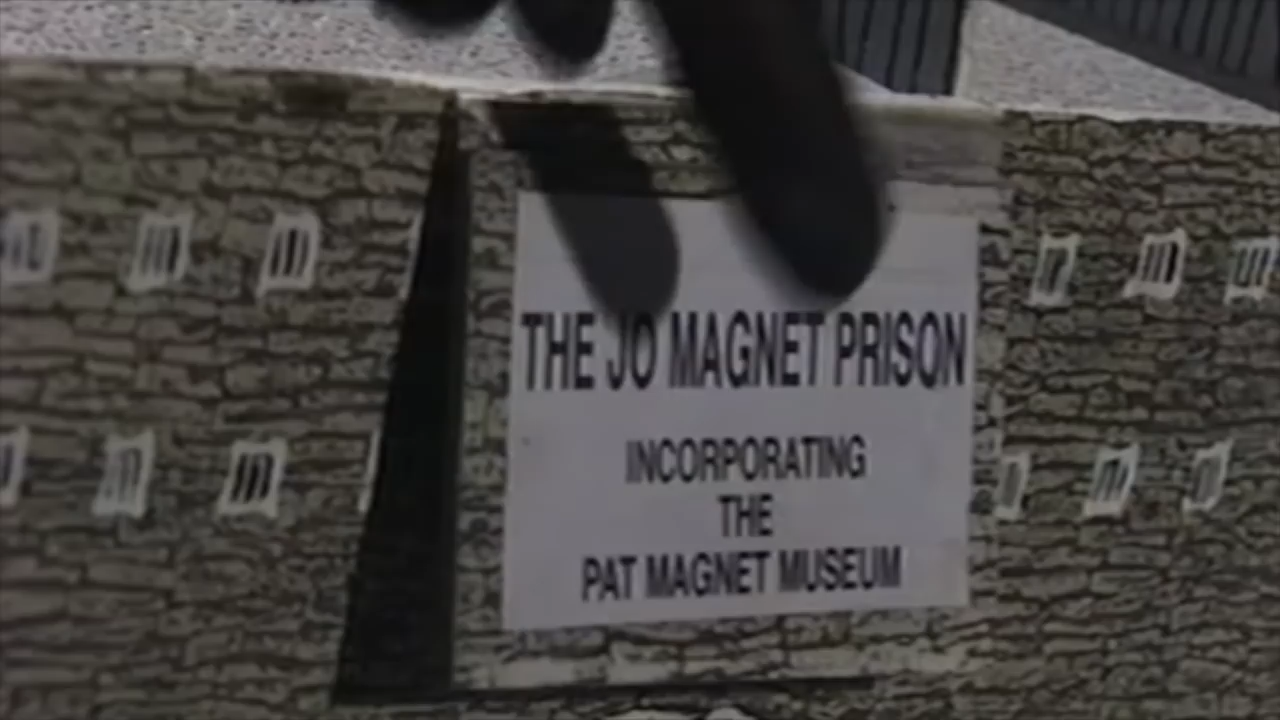 THE JO MAGNET PRISON
INCORPORATING
THE
PAT MAGNET MUSEUM